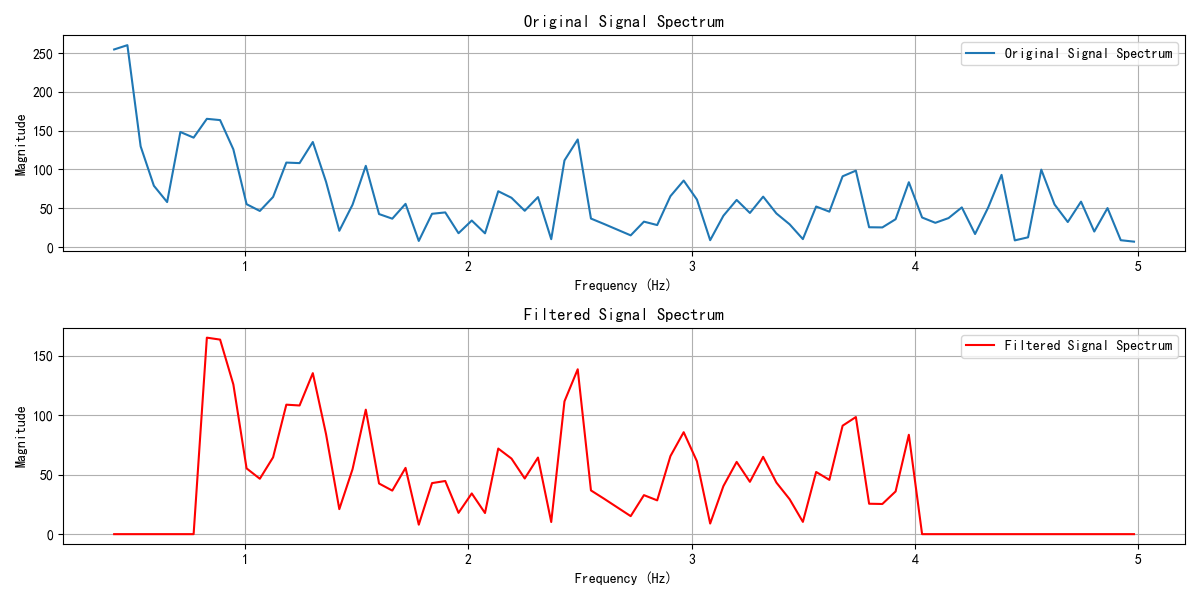 Original Signal Spectrum
Original Signal Spectrum
250
200
150
100
50
0
Magnitude
1 2 3 4 5
Frequency (Hz)
Filtered Signal Spectrum
Filtered Signal Spectrum
150
100
50
0
Magnitude
1 2 3 4 5
Frequency (Hz)